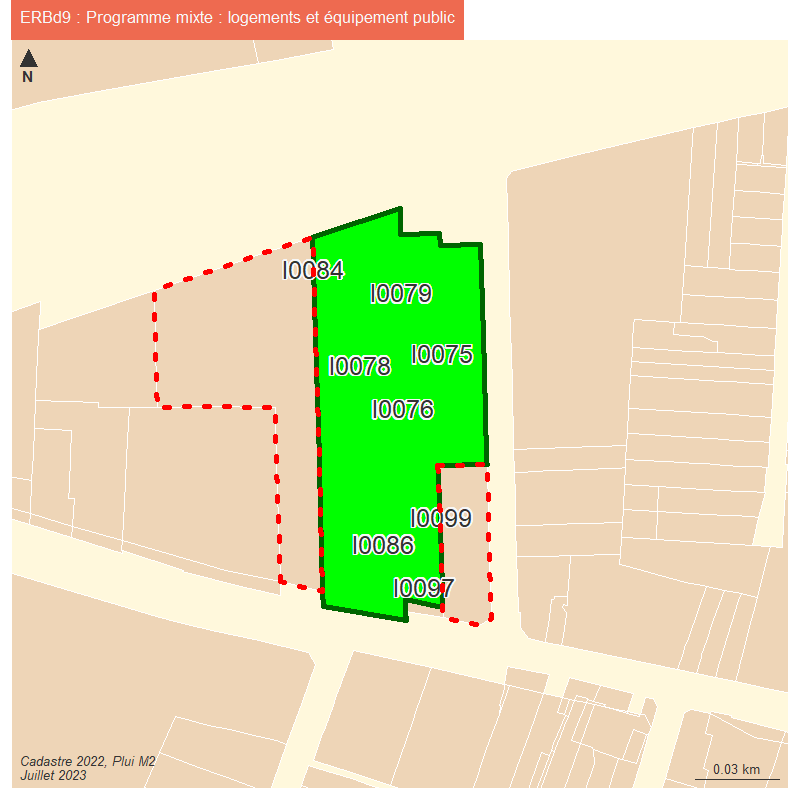 ERBd9 : Programme mixte : logements et équipement public
N
I0084
I0079
I0075
I0078
I0076
I0099
I0086
I0097
Cadastre 2022, Plui M2
Juillet 2023
0.03 km